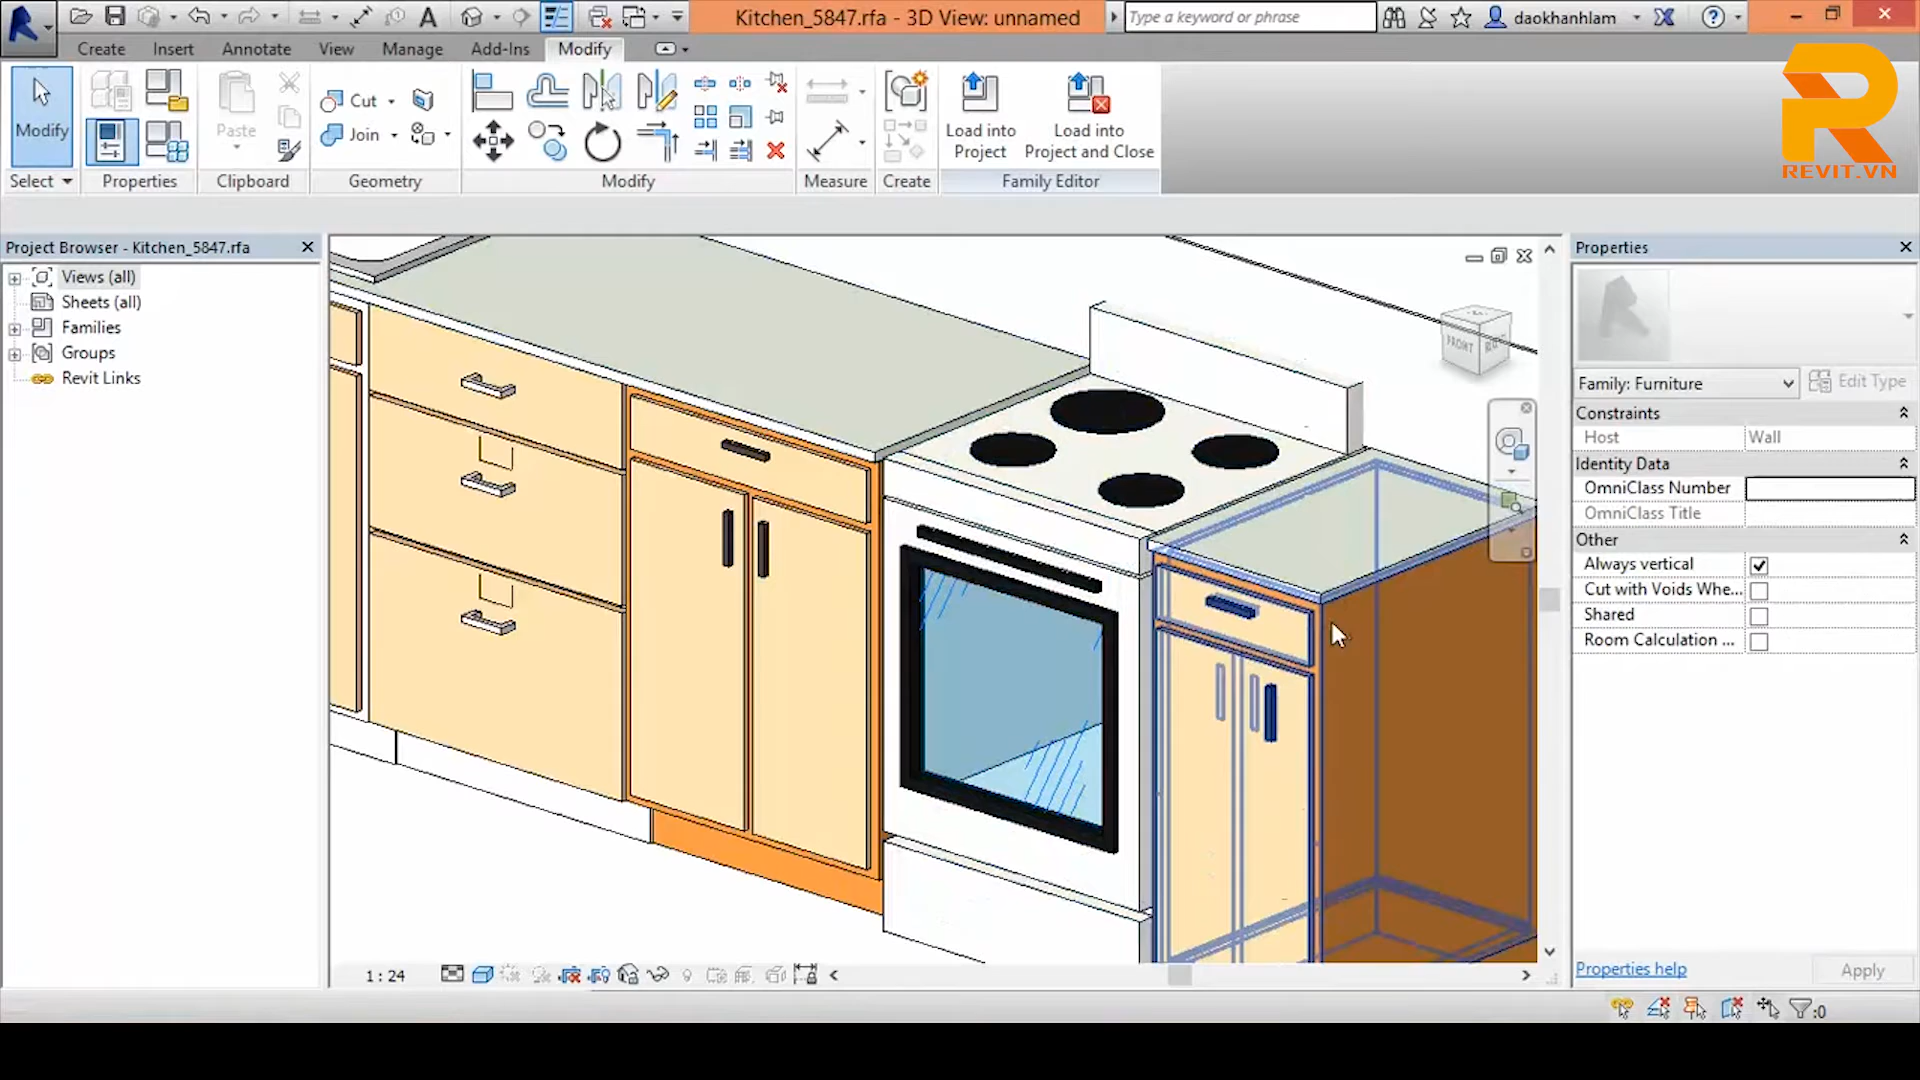 Kitchen_5847.rfa - 3D View: unnamed
Type a keyword or phrase
daokhanhlam
Create
Insert
Annotate
View
Manage
Add-Ins
Modify
REVIT.VN
Modify
Paste
Cut
Join
Load into
Project
Load into
Project and Close
Select
Properties
Clipboard
Geometry
Modify
Measure
Create
Family Editor
Project Browser - Kitchen_5847.rfa
Views (all)
Sheets (all)
Families
Groups
Revit Links
FRONT
Properties
Family: Furniture
Edit Type
Constraints
Host
Wall
Identity Data
OmniClass Number
OmniClass Title
Other
Always vertical
Cut with Voids Whe...
Shared
Room Calculation ...
Properties help
Apply
1 : 24
:0